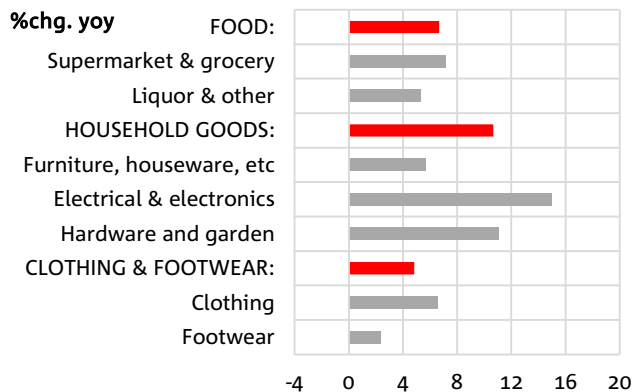 %chg. yoy
FOOD:
Supermarket & grocery
Liquor & other
HOUSEHOLD GOODS:
Furniture, houseware, etc
Electrical & electronics
Hardware and garden
CLOTHING & FOOTWEAR:
Clothing
Footwear
-4 0 4 8 12 16 20